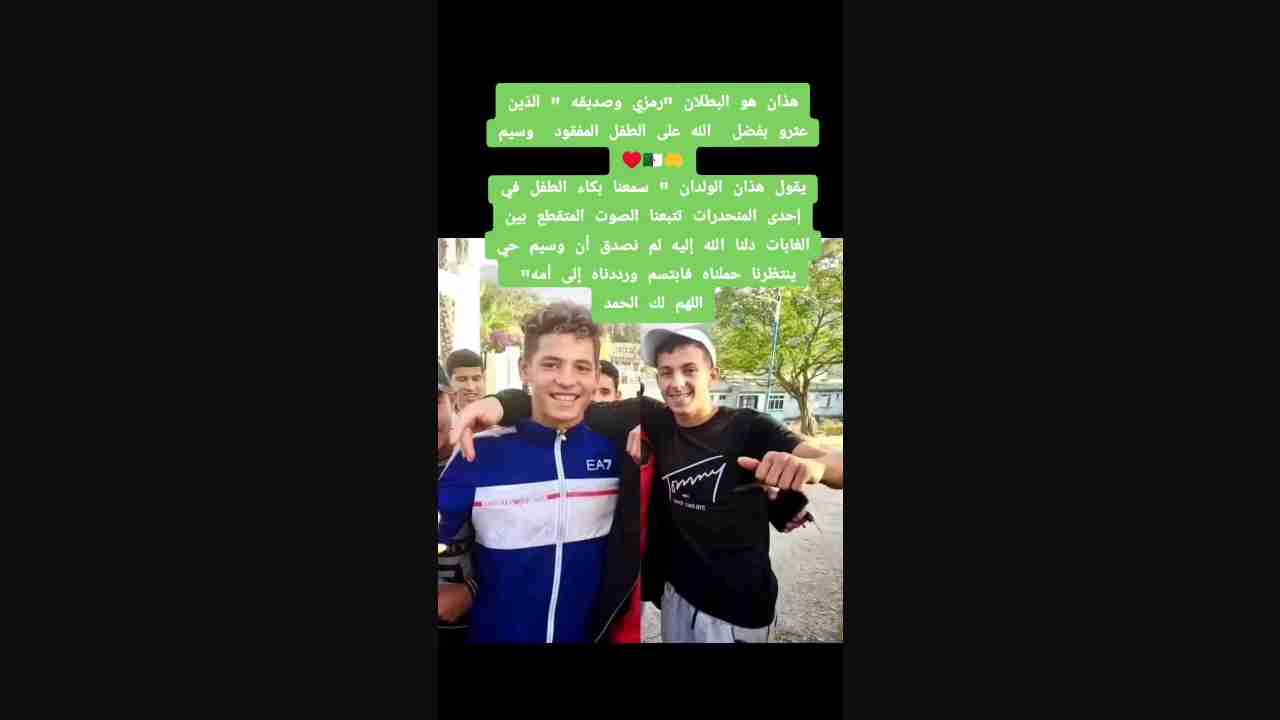 هذان هو البطلان "رمزي وصديقه " الذين
عثرو بفضل الله على الطفل المفقود وسيم
🤲🇩🇿❤️
يقول هذان الولدان " سمعنا بكاء الطفل في
إحدى المنحدرات تتبعنا الصوت المتقطع بين
الغابات دلنا الله إليه لم نصدق أن وسيم حي
ينتظرنا حملناه فابتسم ورددناه إلى أمه"
اللهم لك الحمد
EA7
Tommy